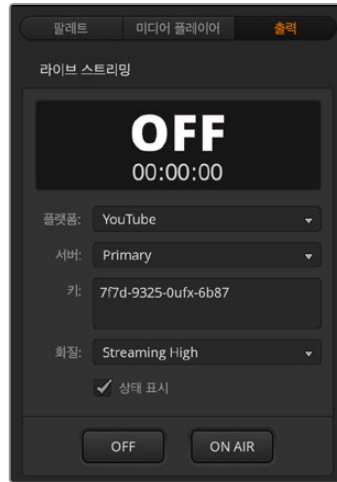 팔레트 미디어 플레이어 출력
라이브 스트리밍
OFF
00:00:00
플랫폼: YouTube
서버: Primary
키: 7f7d-9325-0ufx-6b87
화질: Streaming High
상태 표시
OFF ON AIR